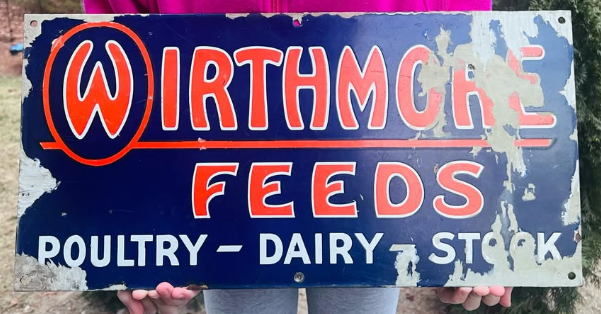 WIRTHMORE
FEEDS
POULTRY – DAIRY – STOCK